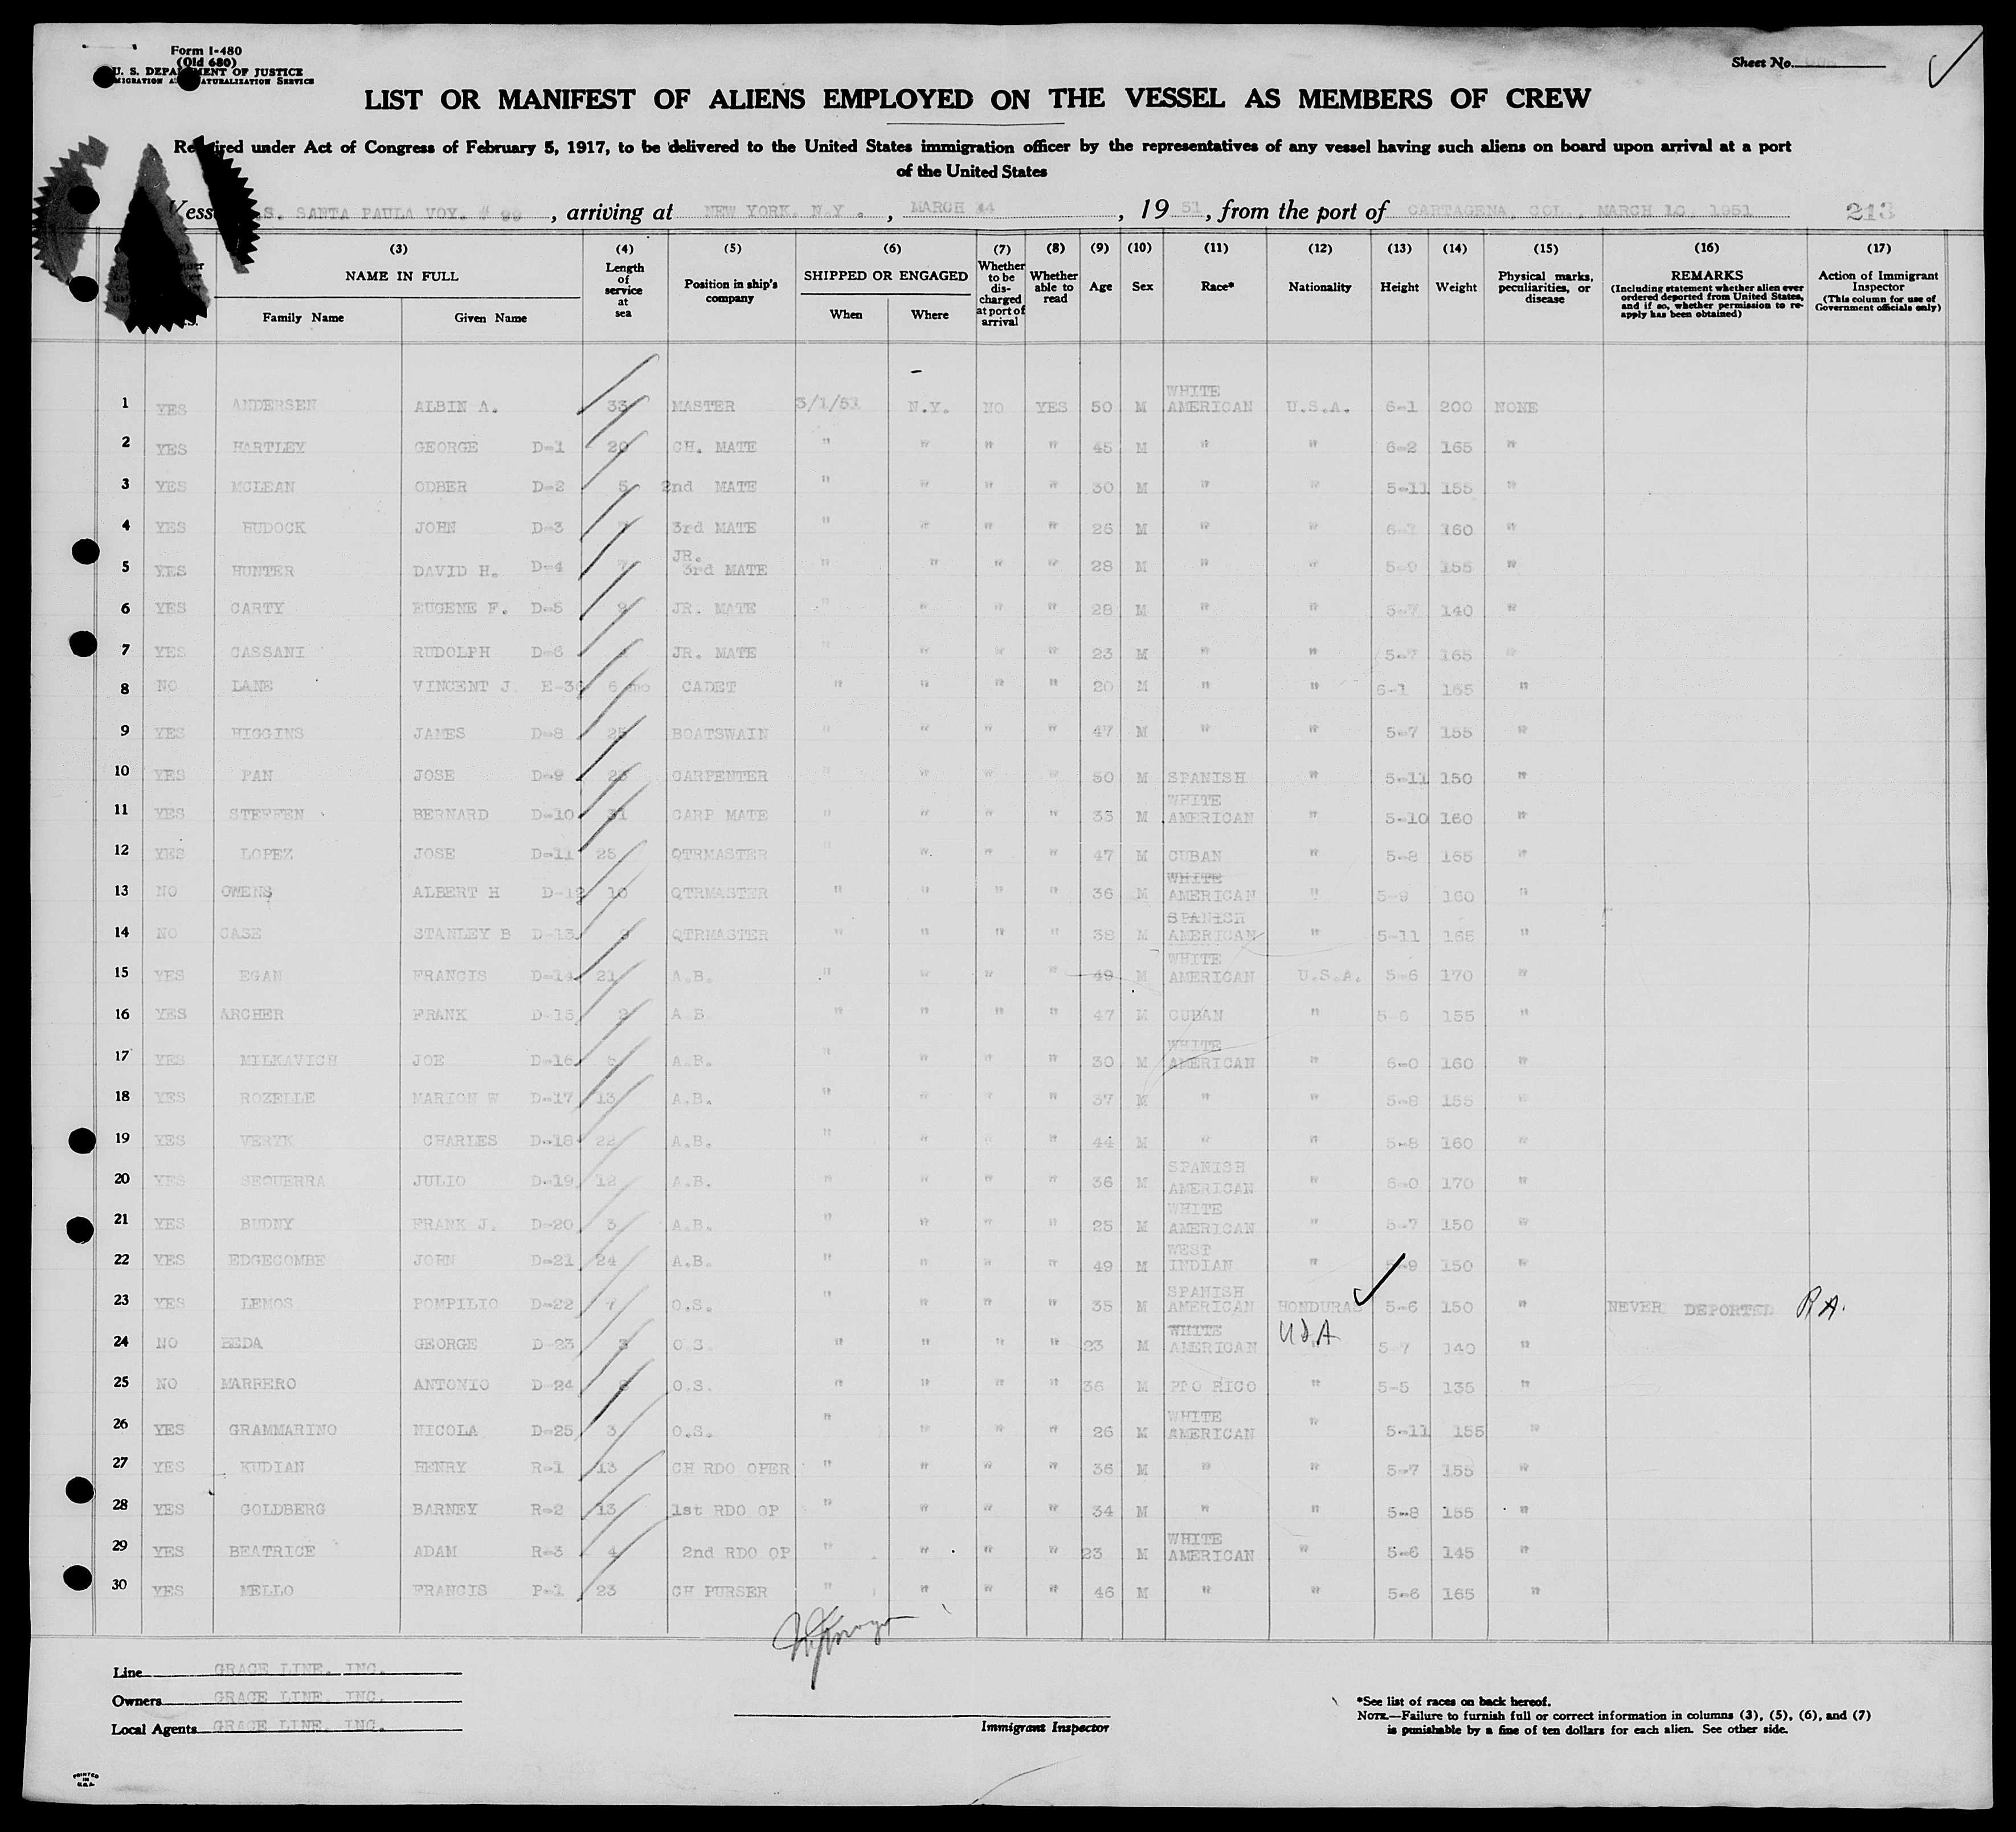 Form I-480
(Old 680)
Sheet No.
U. S. DEPARTMENT OF JUSTICE
IMMIGRATION AND NATURALIZATION SERVICE
LIST OR MANIFEST OF ALIENS EMPLOYED ON THE VESSEL AS MEMBERS OF CREW
Required under Act of Congress of February 5, 1917, to be delivered to the United States immigration officer by the representatives of any vessel having such aliens on board upon arrival at a port
of the United States
Vessel S.S. SANTA PAULA VOY. # 99, arriving at NEW YORK, N.Y., MARCH 14, 1951, from the port of CARTAGENA, COL., MARCH 10, 1951 213
(3) (4) (5) (6) (7) (8) (9) (10) (11) (12) (13) (14) (15) (16) (17)
NAME IN FULL Length of service at sea Position in ship's company SHIPPED OR ENGAGED Whether to be discharged at port of arrival Whether able to read Age Sex Race* Nationality Height Weight Physical marks, peculiarities, or disease REMARKS (Including statement whether alien ever ordered deported from United States, and if so, whether permission to re-apply has been obtained) Action of Immigrant Inspector (This column for use of Government officials only)
Family Name Given Name When Where
1 YES ANDERSEN ALBIN A. 33 MASTER 3/1/51 N.Y. NO YES 50 M WHITE AMERICAN U.S.A. 6-1 200 NONE
2 YES HARTLEY GEORGE D-1 20 CH. MATE " " " " 45 M " " 6-2 165 "
3 YES MCLEAN ODBER D-2 5 2nd MATE " " " " 30 M " " 5-11 155 "
4 YES HUDOCK JOHN D-3 3rd MATE " " " " 26 M " " 160 "
5 YES HUNTER DAVID H. D-4 7 JR. 3rd MATE " " " " 28 M " " 5-9 155 "
6 YES CARTY EUGENE F. D-5 JR. MATE " " " " 28 M " " 5-7 140 "
7 YES CASSANI RUDOLPH D-6 JR. MATE " " " " 23 M " " 5-7 165 "
8 NO LANE VINCENT J. 6 mo CADET " " " " 20 M " " 6-1 165 "
9 YES HIGGINS JAMES D-8 25 BOATSWAIN " " " " 47 M " " 5-7 155 "
10 YES PAN JOSE D-9 25 CARPENTER " " " " 50 M SPANISH " 5-11 150 "
11 YES STEFFEN BERNARD D-10 CARP MATE " " " " 33 M WHITE AMERICAN " 5-10 160 "
12 YES LOPEZ JOSE D-11 25 QTRMASTER " " " " 47 M CUBAN " 5-8 165 "
13 NO OWENS ALBERT H D-12 10 QTRMASTER " " " " 36 M WHITE AMERICAN " 5-9 160 "
14 NO CASE STANLEY B D-13 QTRMASTER " " " " 38 M SPANISH AMERICAN " 5-11 165 "
15 YES EGAN FRANCIS D-14 21 A.B. " " " " 49 M WHITE AMERICAN U.S.A. 5-6 170 "
16 YES ARCHER FRANK D-15 A.B. " " " " 47 M CUBAN " 155 "
17 YES MILKAVICH JOE D-16 A.B. " " " " 30 M WHITE AMERICAN " 6-0 160 "
18 YES ROZELLE MARION W D-17 13 A.B. " " " " 37 M " " 5-8 155 "
19 YES VERYK CHARLES D-18 22 A.B. " " " " 44 M " " 5-8 160 "
20 YES SEQUERRA JULIO D-19 12 A.B. " " " " 36 M SPANISH AMERICAN " 6-0 170 "
21 YES BUDNY FRANK J. D-20 3 A.B. " " " " 25 M WHITE AMERICAN " 5-7 150 "
22 YES EDGECOMBE JOHN D-21 24 A.B. " " " " 49 M WEST INDIAN " 5-9 150 "
23 YES LEMOS POMPILIO D-22 7 O.S. " " " " 35 M SPANISH AMERICAN HONDURAS 5-6 150 " NEVER DEPORTED R.A.
24 NO BEDA GEORGE D-23 3 O.S. " " " " 23 M WHITE AMERICAN USA " 5-7 140 "
25 NO MARRERO ANTONIO D-24 O.S. " " " " 36 M PTO RICO " 5-5 135 "
26 YES GRAMMARINO NICOLA D-25 3 O.S. " " " " 26 M WHITE AMERICAN " 5-11 155 "
27 YES KUDIAN HENRY R-1 13 CH RDO OPER " " " " 36 M " " 5-7 155 "
28 YES GOLDBERG BARNEY R-2 13 1st RDO OP " " " " 34 M " " 5-8 155 "
29 YES BEATRICE ADAM R-3 4 2nd RDO OP " " " " 23 M WHITE AMERICAN " 5-6 145 "
30 YES MELLO FRANCIS P-1 23 CH PURSER " " " " 46 M " " 5-6 165 "
Line GRACE LINE, INC.
Owners GRACE LINE, INC.
Local Agents GRACE LINE, INC.
Immigrant Inspector
*See list of races on back hereof.
NOTE.—Failure to furnish full or correct information in columns (3), (5), (6), and (7)
is punishable by a fine of ten dollars for each alien. See other side.
PRINTED
IN
U.S.A.